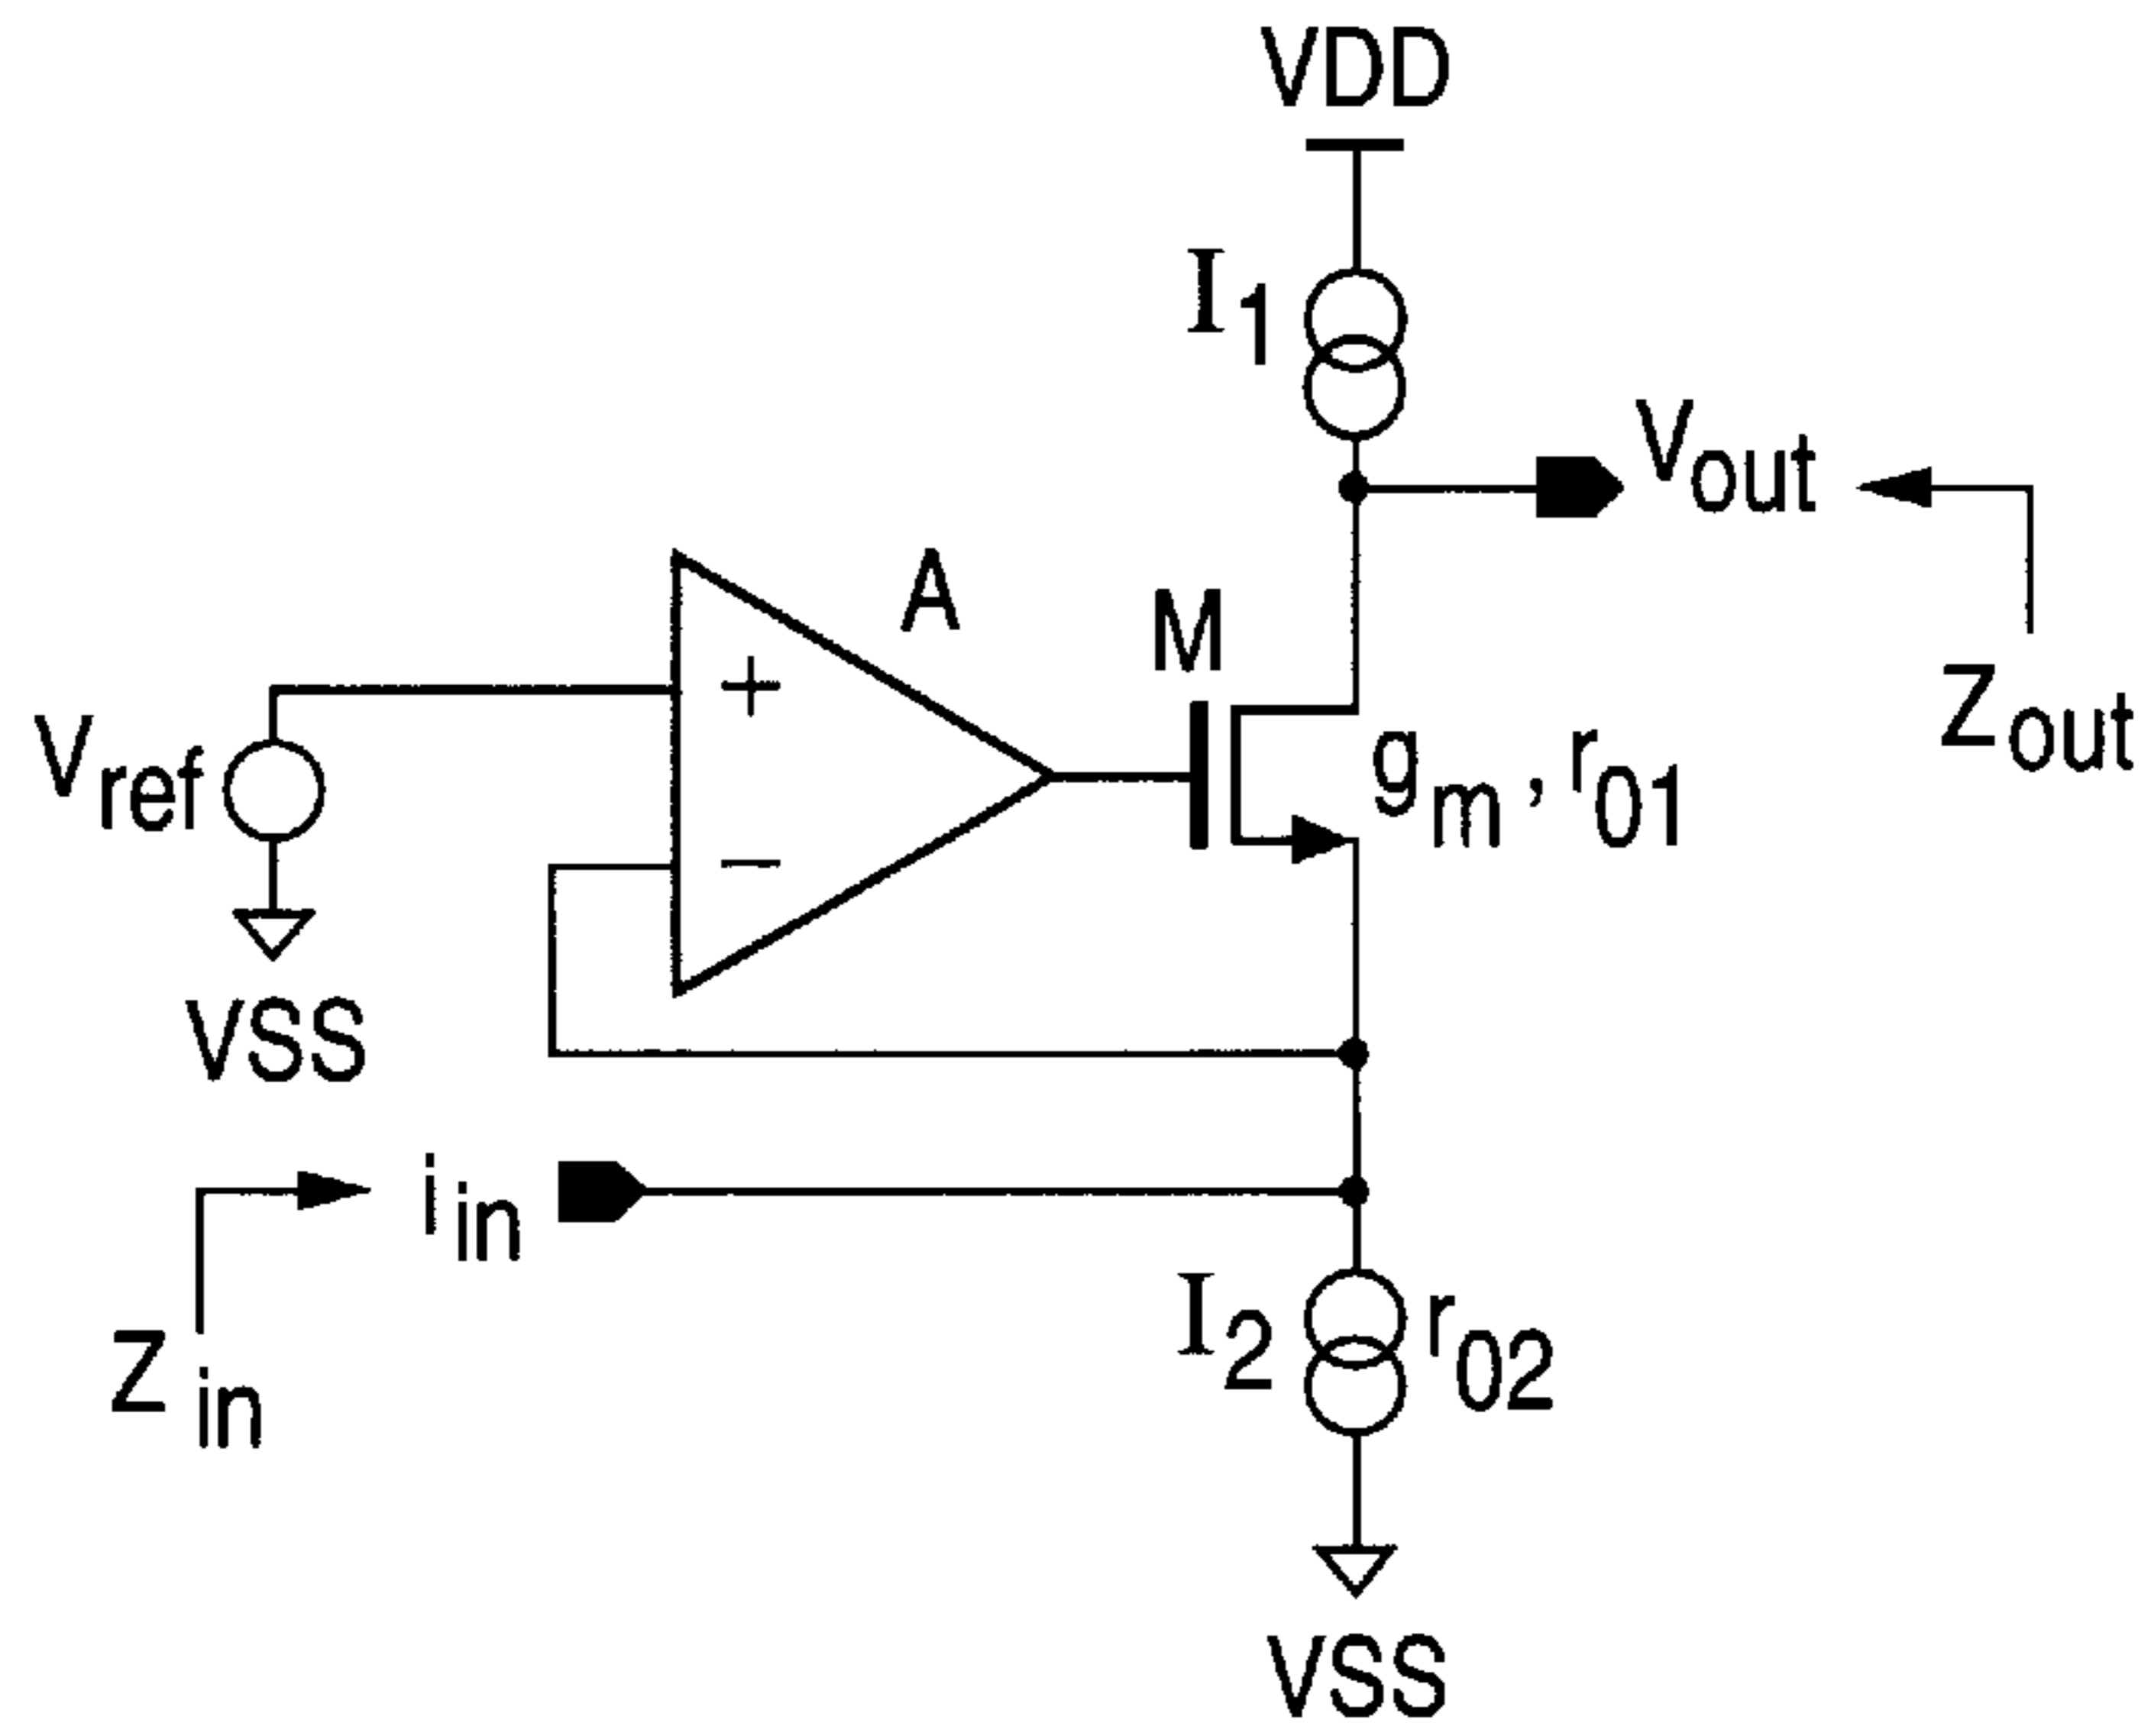 VDD
I1
Vout
A
M
+
Zout
Vref
gm, r01
−
VSS
iin
I2
r02
Zin
VSS